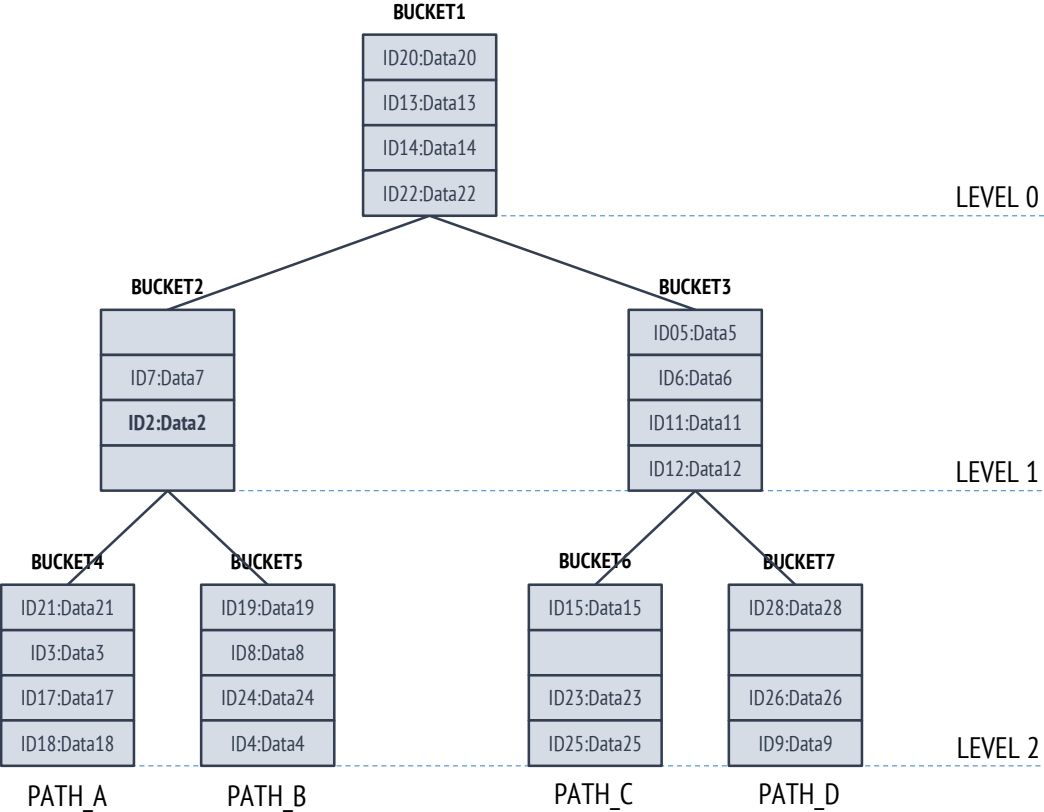 BUCKET1
ID20:Data20
ID13:Data13
ID14:Data14
ID22:Data22
LEVEL 0
BUCKET2
ID7:Data7
ID2:Data2
BUCKET3
ID05:Data5
ID6:Data6
ID11:Data11
ID12:Data12
LEVEL 1
BUCKET4
ID21:Data21
ID3:Data3
ID17:Data17
ID18:Data18
BUCKET5
ID19:Data19
ID8:Data8
ID24:Data24
ID4:Data4
BUCKET6
ID15:Data15
ID23:Data23
ID25:Data25
BUCKET7
ID28:Data28
ID26:Data26
ID9:Data9
LEVEL 2
PATH_A
PATH_B
PATH_C
PATH_D